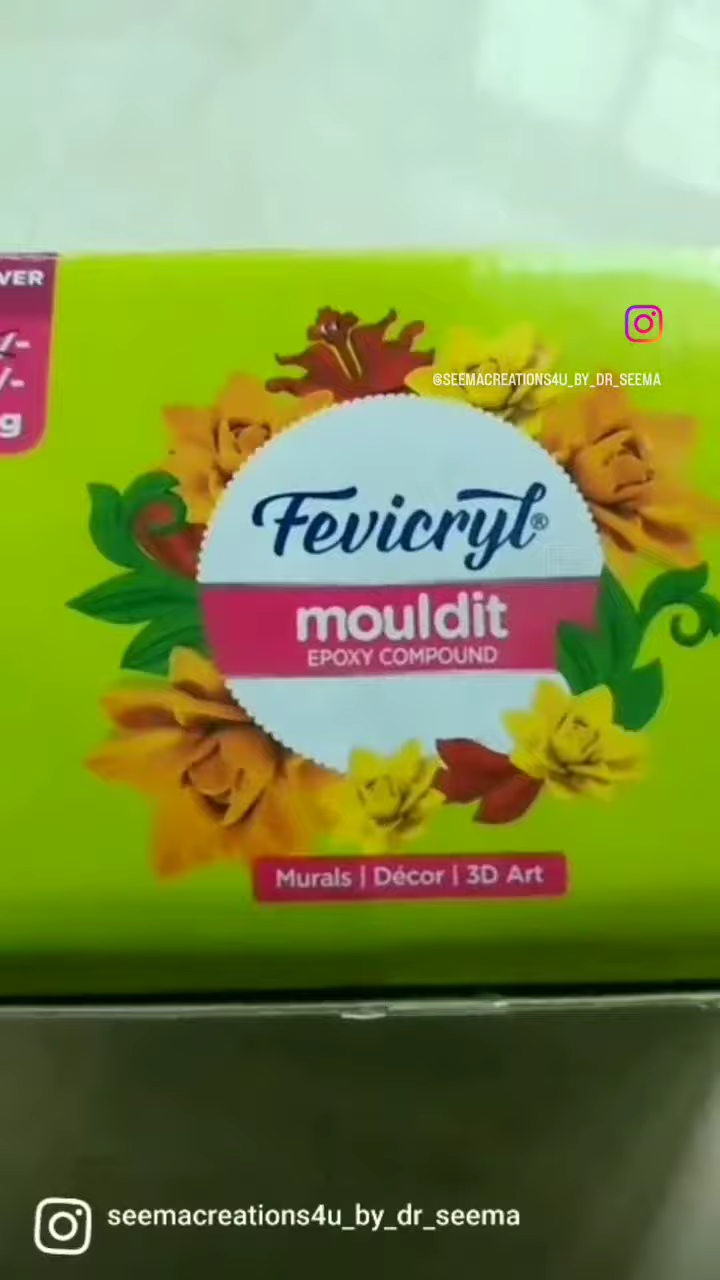 VER
/-
/-
g
@SEEMACREATIONS4U_BY_DR_SEEMA
Fevicryl®
mouldit
EPOXY COMPOUND
Murals | Décor | 3D Art
seemacreations4u_by_dr_seema